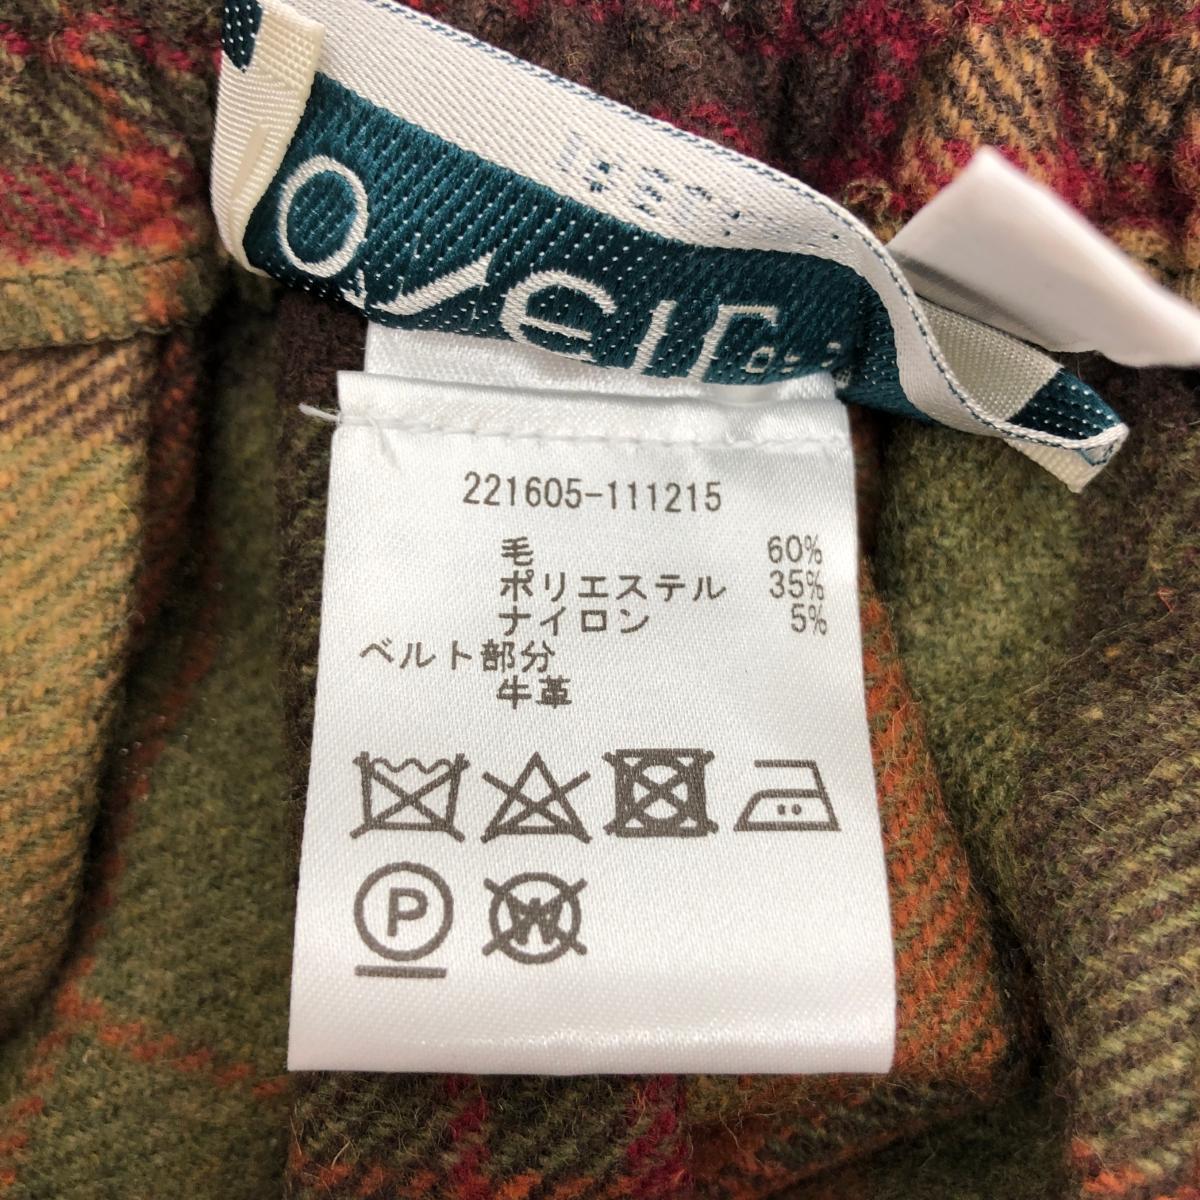 221605-111215
毛 60%
ポリエステル 35%
ナイロン 5%
ベルト部分
牛革
P
W